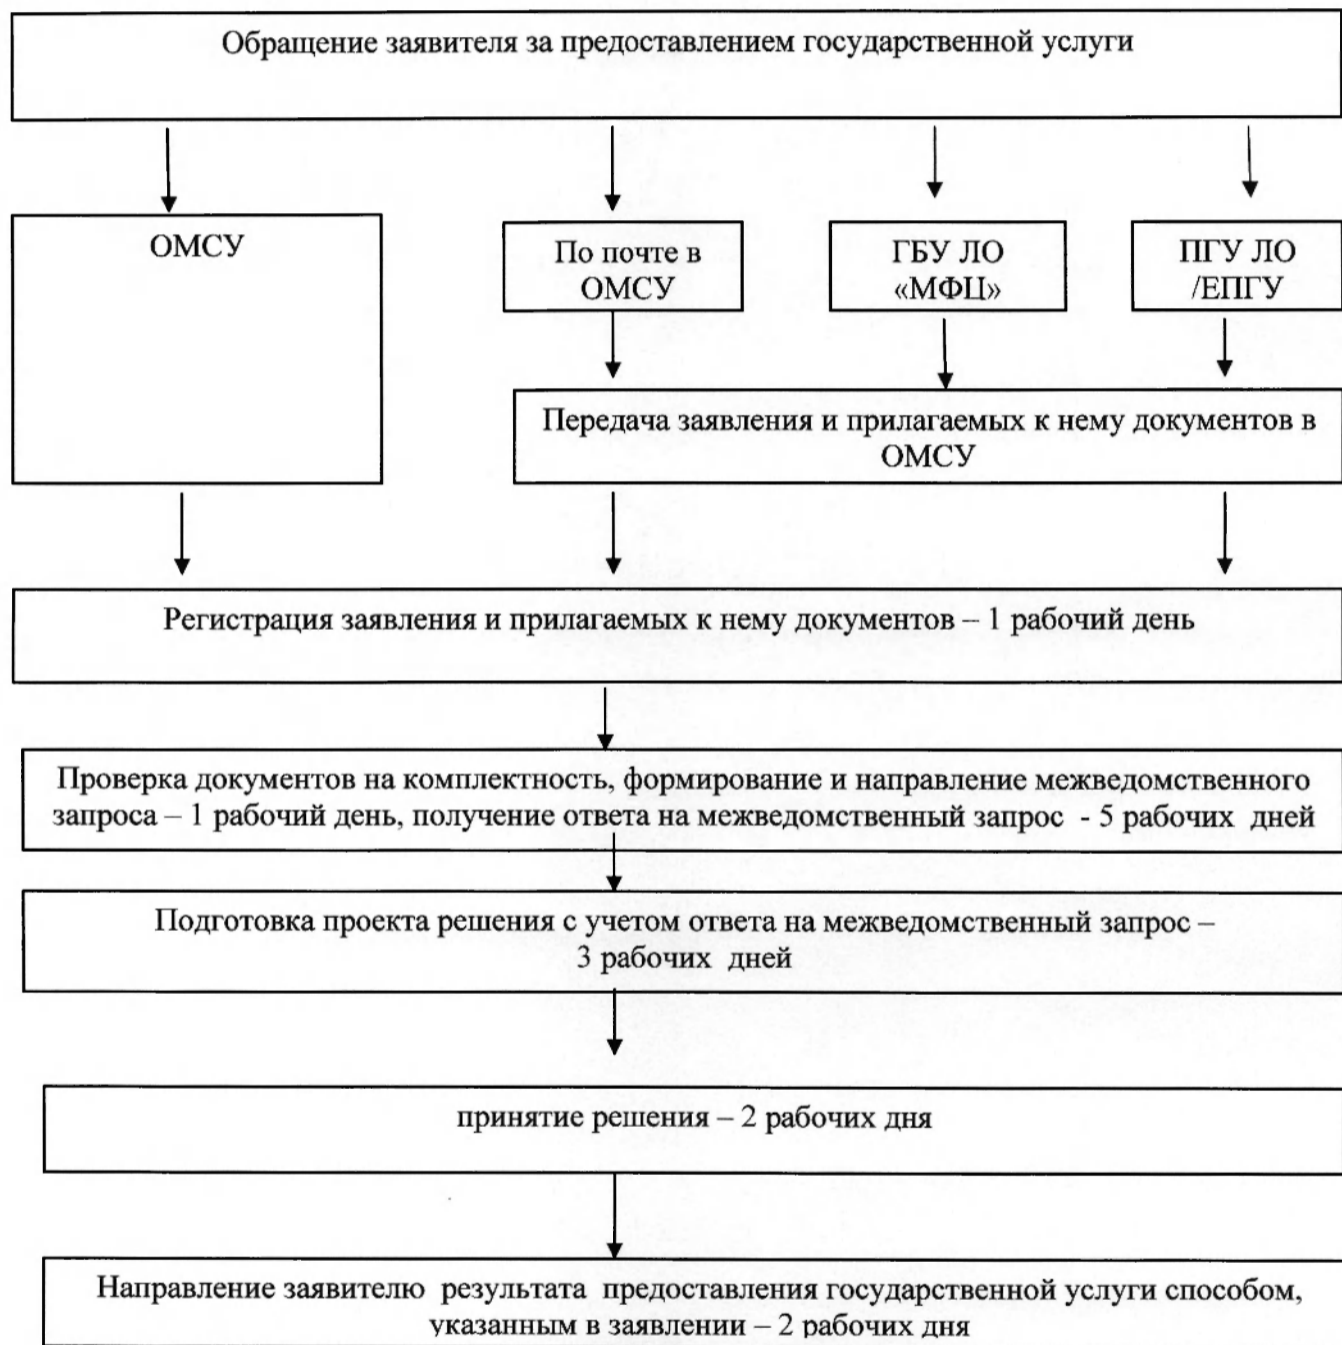 Обращение заявителя за предоставлением государственной услуги
ОМСУ
По почте в
ОМСУ
ГБУ ЛО
«МФЦ»
ПГУ ЛО
/ЕПГУ
Передача заявления и прилагаемых к нему документов в
ОМСУ
Регистрация заявления и прилагаемых к нему документов – 1 рабочий день
Проверка документов на комплектность, формирование и направление межведомственного
запроса – 1 рабочий день, получение ответа на межведомственный запрос - 5 рабочих дней
Подготовка проекта решения с учетом ответа на межведомственный запрос –
3 рабочих дней
принятие решения – 2 рабочих дня
Направление заявителю результата предоставления государственной услуги способом,
указанным в заявлении – 2 рабочих дня